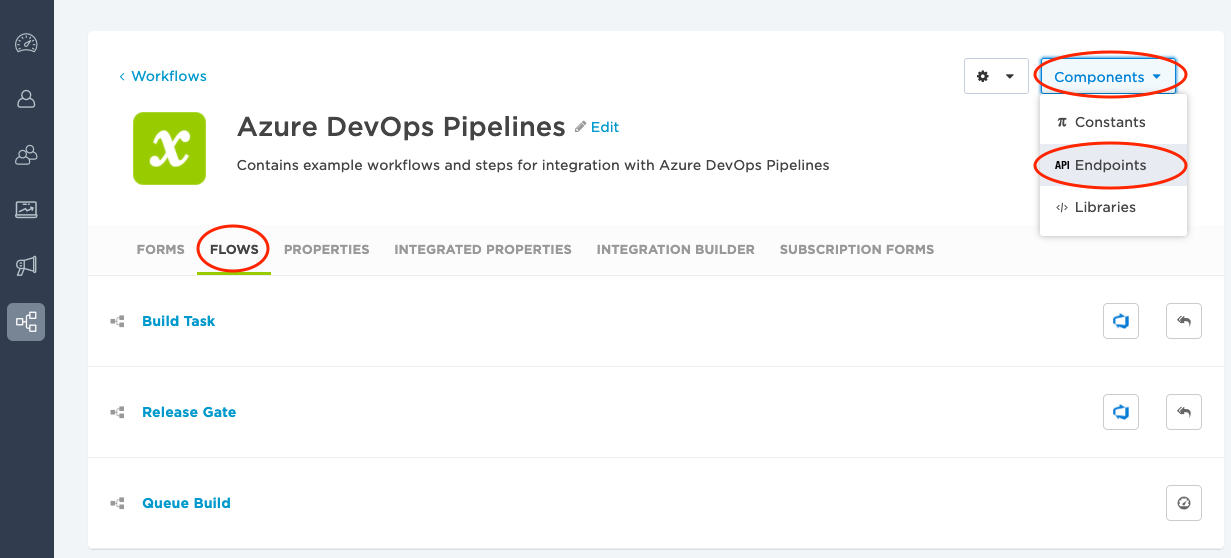 ‹ Workflows
Components
π Constants
API Endpoints
</> Libraries
x
Azure DevOps Pipelines Edit
Contains example workflows and steps for integration with Azure DevOps Pipelines
FORMS FLOWS PROPERTIES INTEGRATED PROPERTIES INTEGRATION BUILDER SUBSCRIPTION FORMS
Build Task
Release Gate
Queue Build